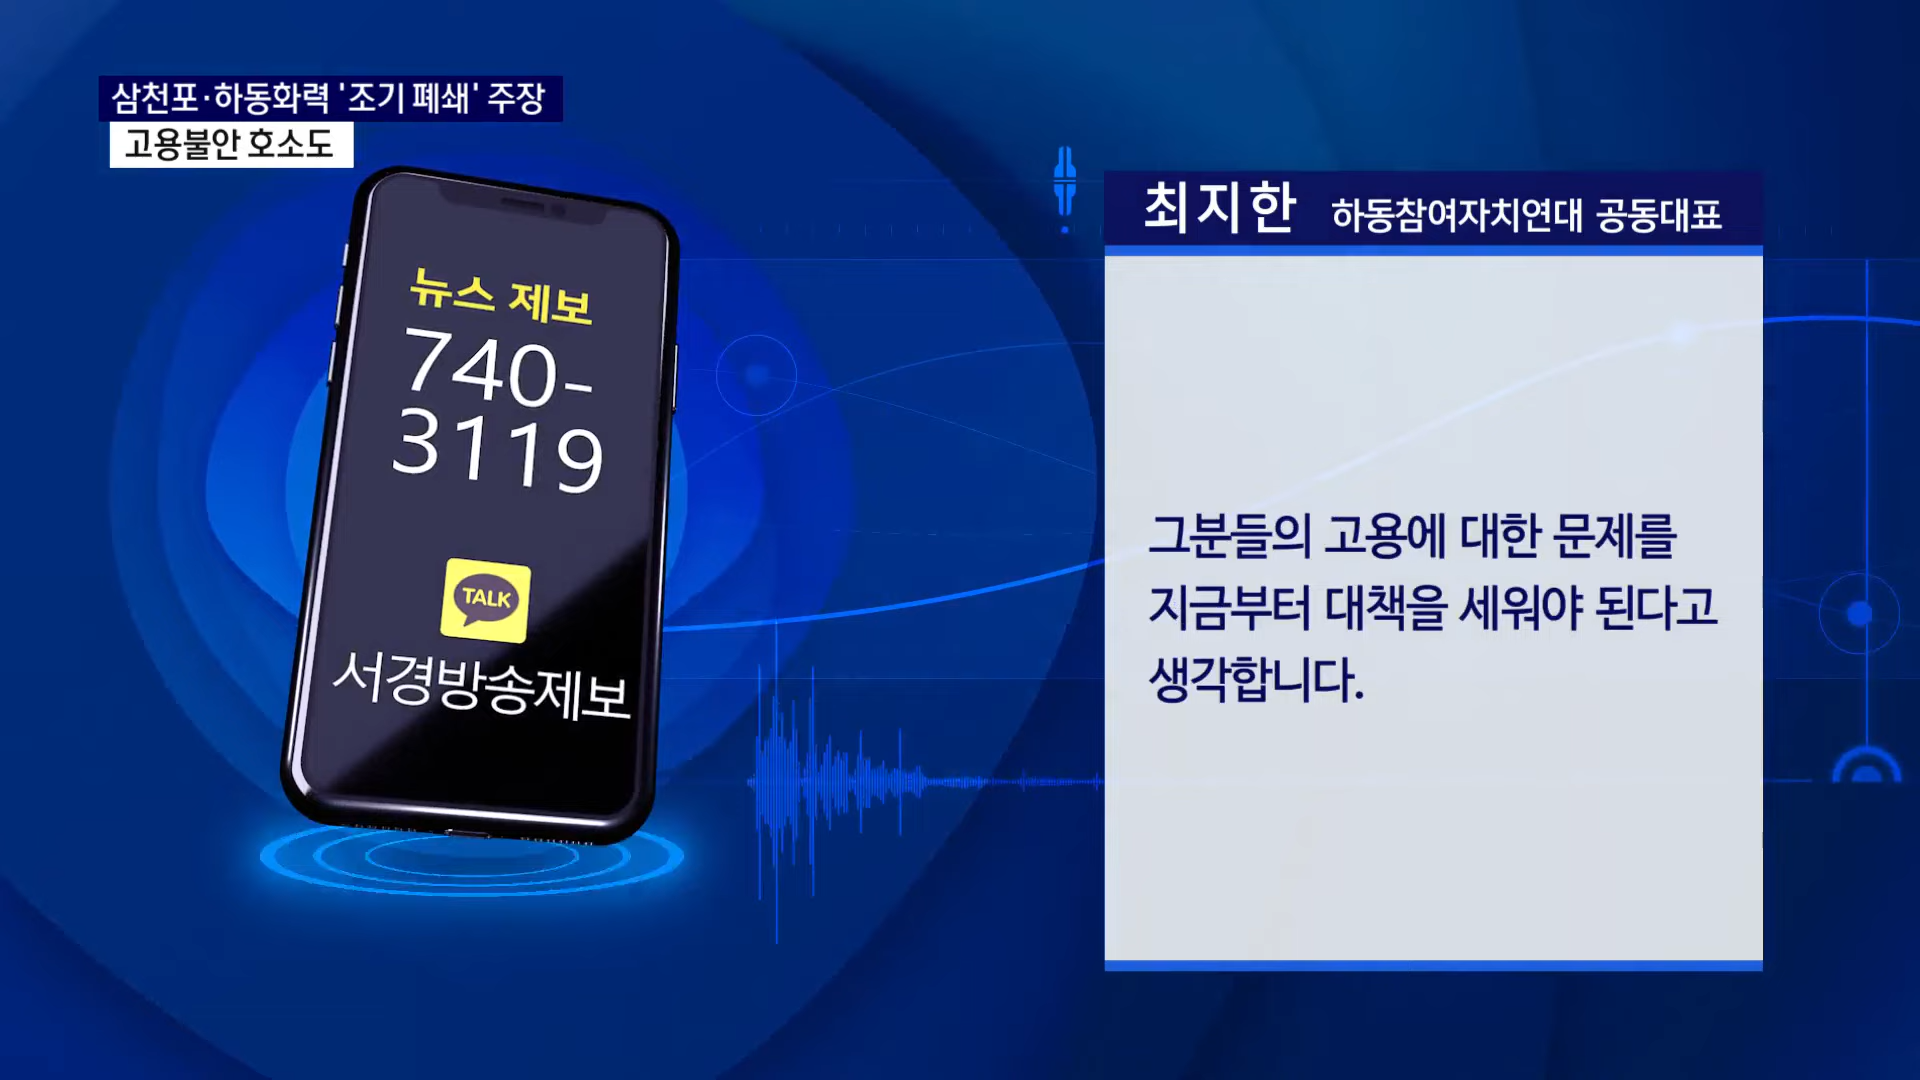 삼천포·하동화력 '조기 폐쇄' 주장
고용불안 호소도
뉴스 제보
740-
3119
TALK
서경방송제보
최지한 하동참여자치연대 공동대표
그분들의 고용에 대한 문제를
지금부터 대책을 세워야 된다고
생각합니다.